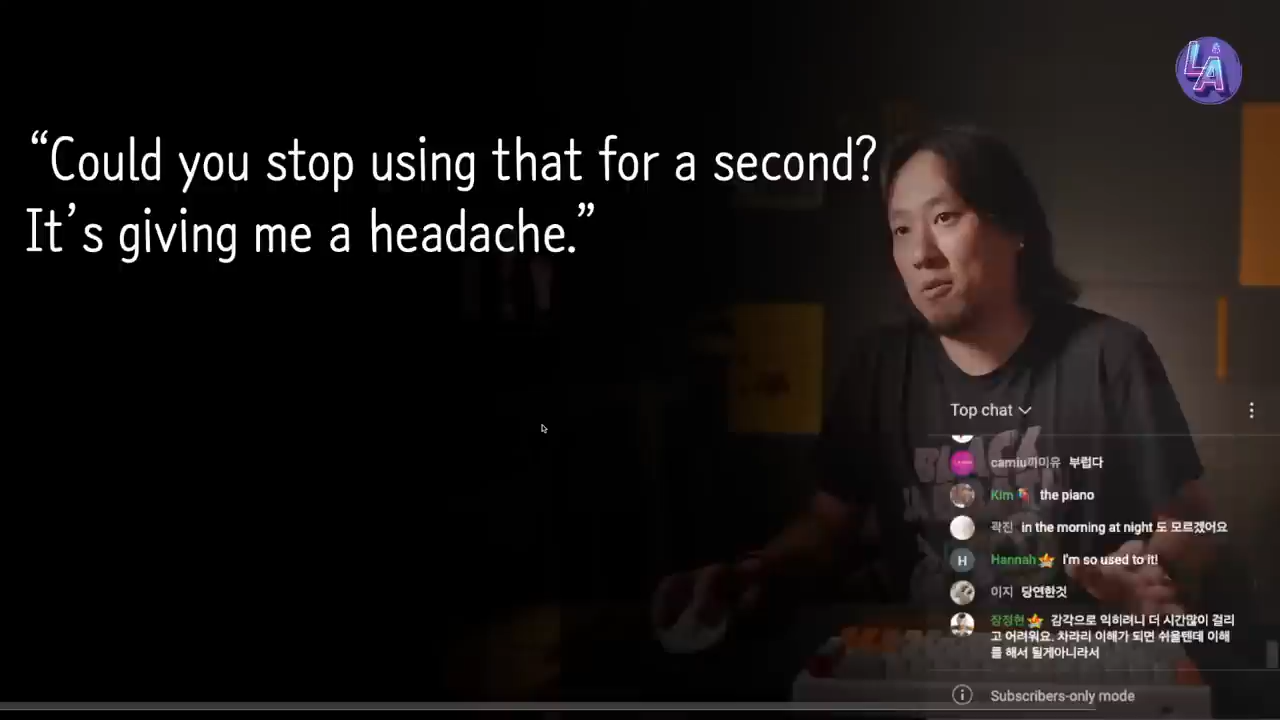 LA
“Could you stop using that for a second?
It’s giving me a headache.”
BLACK
Top chat
camiu까미유 부럽다
Kim the piano
곽진 in the morning at night 도 모르겠어요
H Hannah I'm so used to it!
이지 당연한것
장정현 감각으로 익히려니 더 시간많이 걸리
고 어려워요. 차라리 이해가 되면 쉬울텐데 이해
를 해서 될게아니라서
Subscribers-only mode